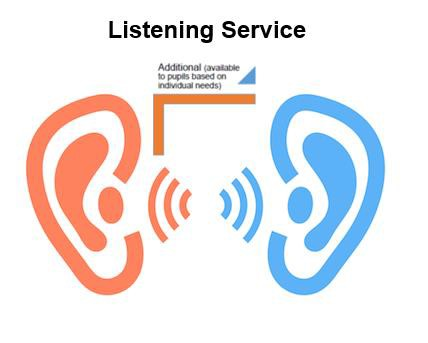 Listening Service
Additional (available
to pupils based on
individual needs)